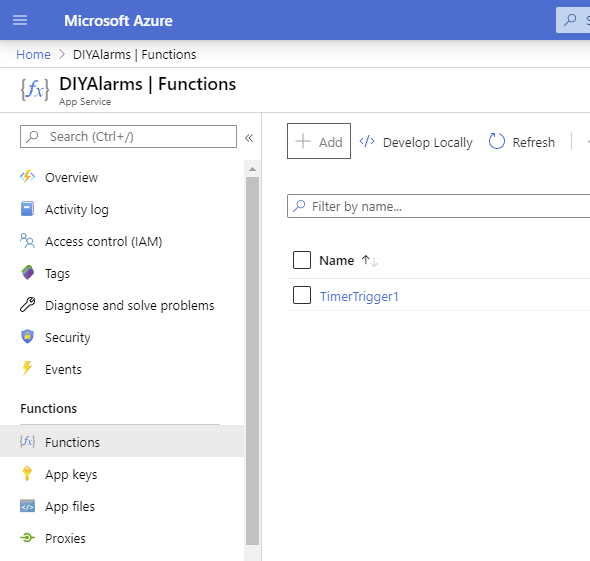 Microsoft Azure
Home > DIYAlarms | Functions
{fx} DIYAlarms | Functions
App Service
Search (Ctrl+/) «
Add Develop Locally Refresh
Overview
Activity log
Filter by name...
Access control (IAM)
Name ↑↓
Tags
TimerTrigger1
Diagnose and solve problems
Security
Events
Functions
{fx} Functions
App keys
App files
Proxies